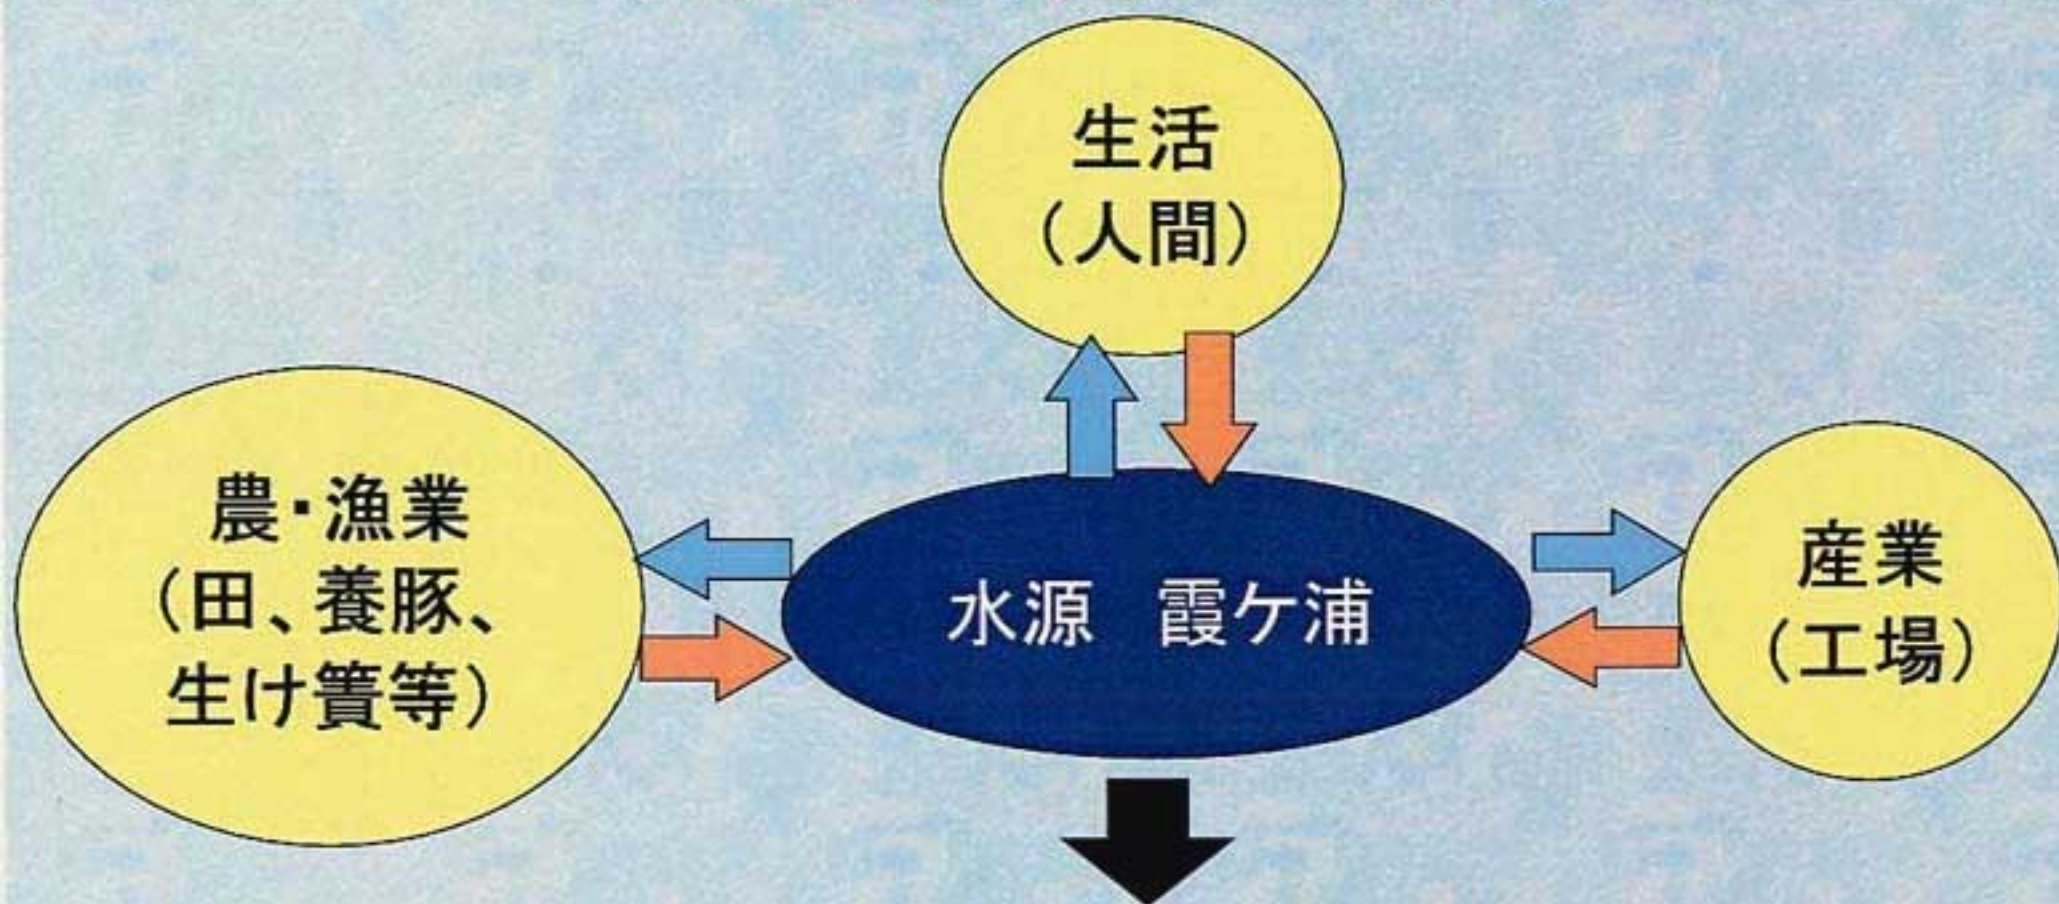 生活
（人間）
農・漁業
（田、養豚、
生け簀等）
水源　霞ケ浦
産業
（工場）